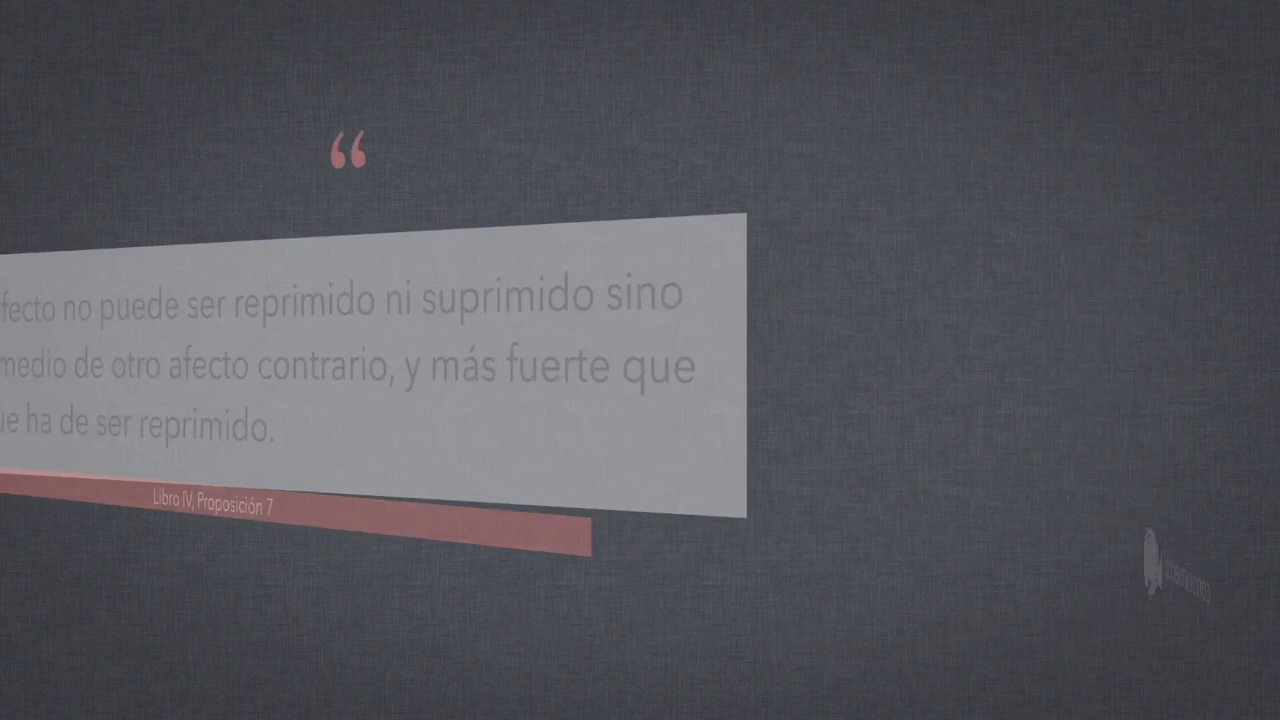 “
fecto no puede ser reprimido ni suprimido sino
medio de otro afecto contrario, y más fuerte que
ue ha de ser reprimido.
Libro IV, Proposición 7